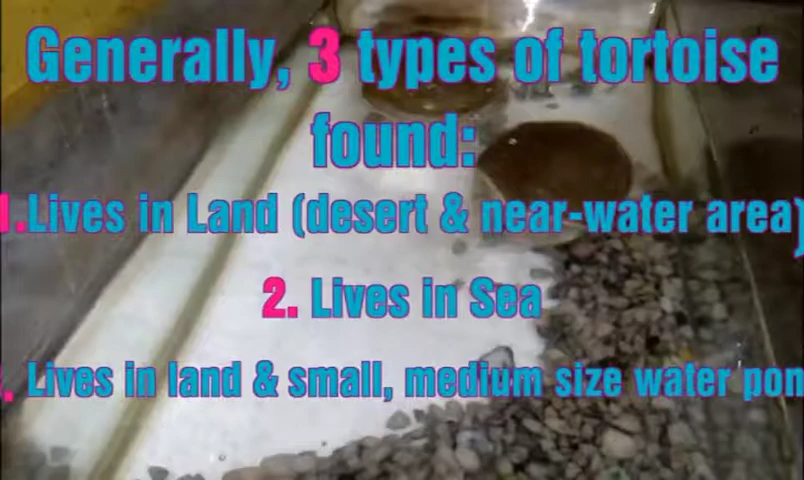 Generally, 3 types of tortoise
found:
1.Lives in Land (desert & near-water area)
2. Lives in Sea
. Lives in land & small, medium size water pon